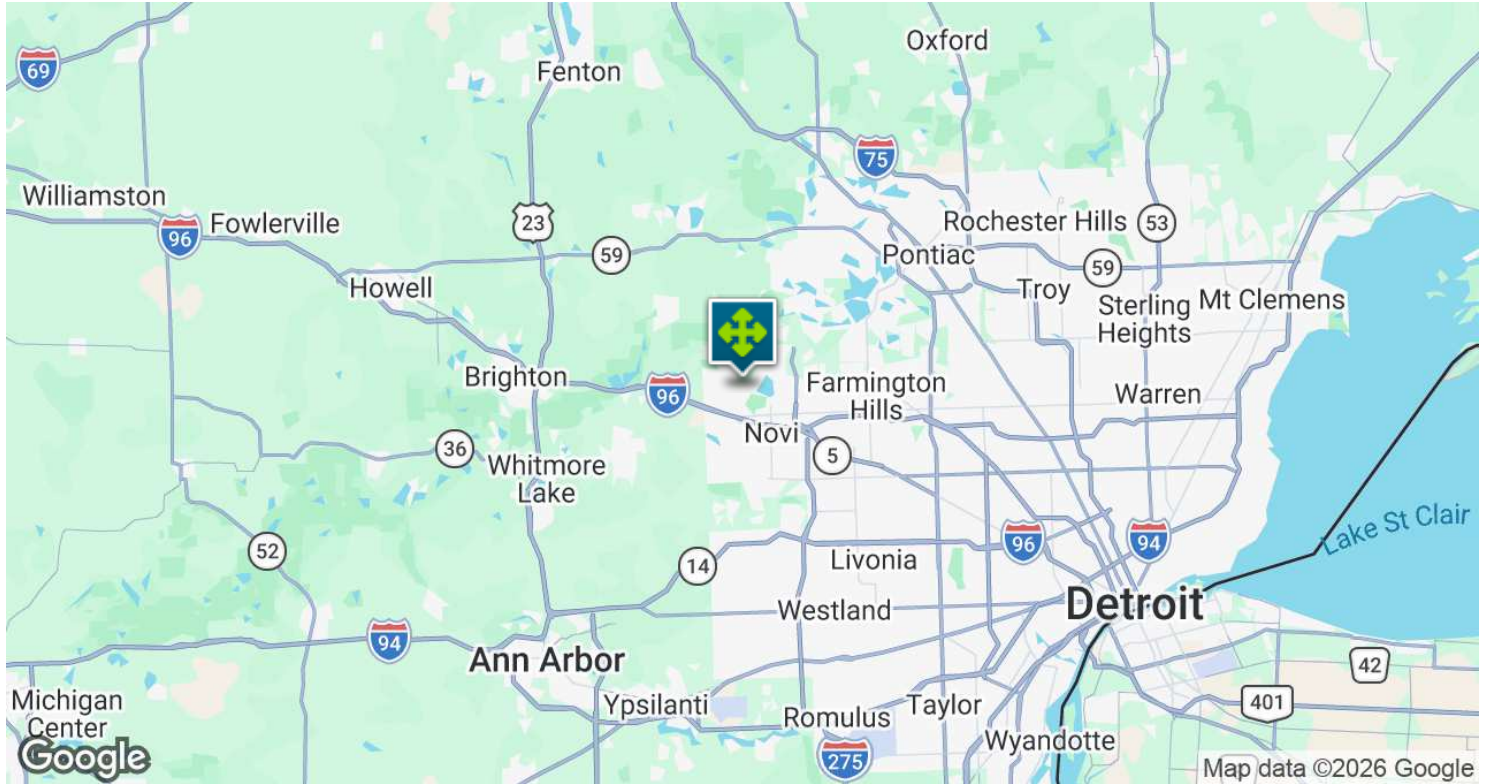 Oxford
69
Fenton
75
Williamston
Fowlerville
96
23
59
Rochester Hills
53
Pontiac
59
Howell
Troy
Sterling
Heights
Mt Clemens
Brighton
96
Farmington
Hills
Warren
Novi
5
36
Whitmore
Lake
Lake St Clair
52
14
Livonia
96
94
Westland
Detroit
94
Ann Arbor
42
Michigan
Center
Ypsilanti
Romulus
Taylor
401
Wyandotte
275
Google
Map data ©2026 Google